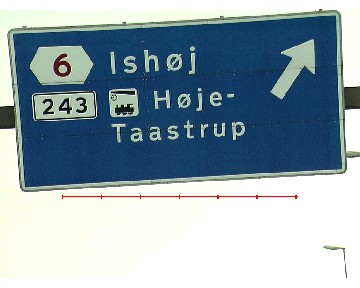 6 Ishøj
243 Høje-
Taastrup